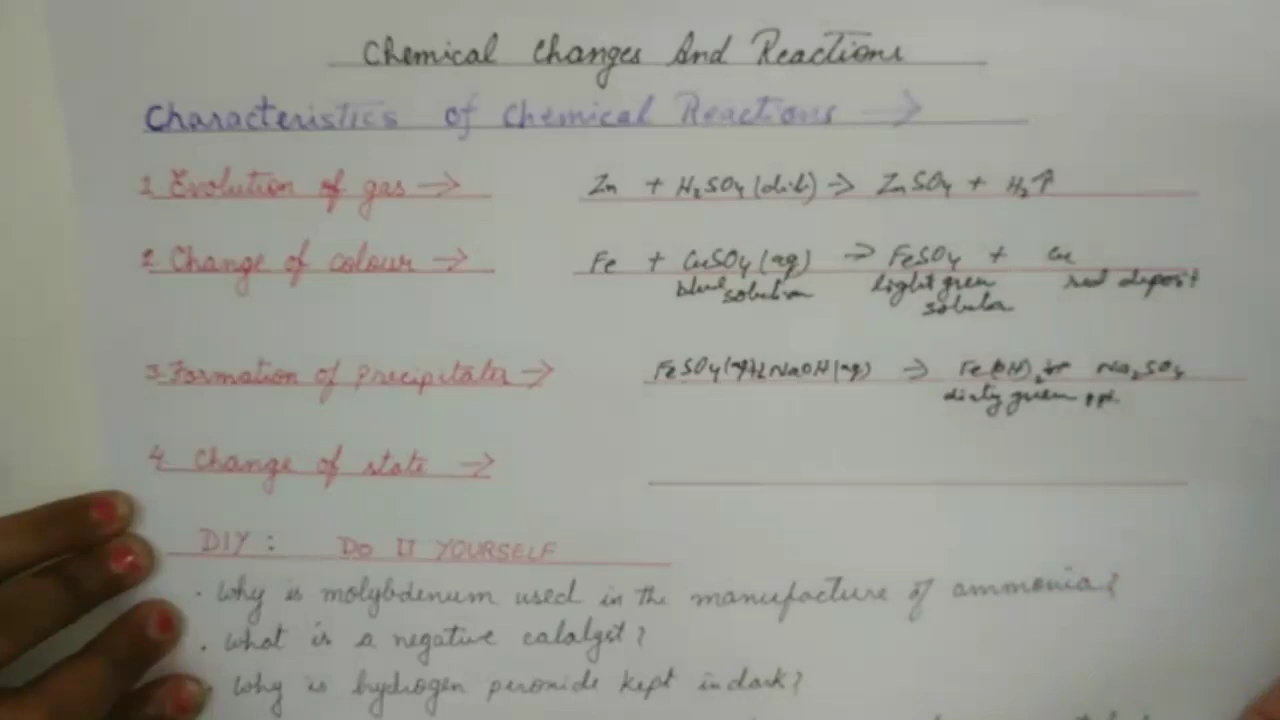 Chemical Changes And Reactions
Characteristics of Chemical Reactions →
1. Evolution of gas → Zn + H₂SO₄ (dil) → ZnSO₄ + H₂↑
2. Change of colour → Fe + CuSO₄ (aq) → FeSO₄ + Cu
blue solution light green solution red deposit
3. Formation of precipitates → FeSO₄ (aq) + 2NaOH (aq) → Fe(OH)₂ Na₂SO₄
dirty green ppt.
4. Change of state →
DIY : DO IT YOURSELF
. Why is molybdenum used in the manufacture of ammonia?
. What is a negative catalyst?
. Why is hydrogen peroxide kept in dark?